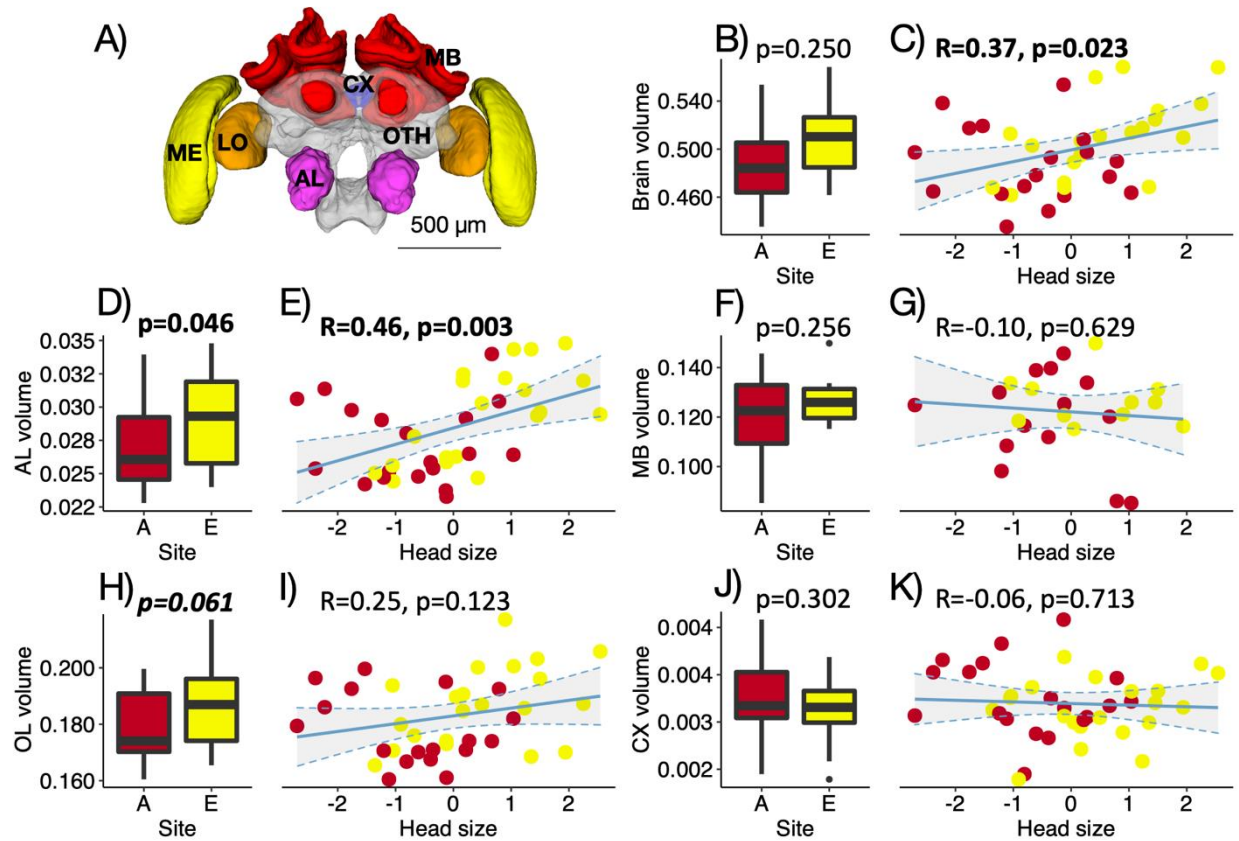 A)
MB
CX
ME
LO
OTH
AL
500 µm
B)
p=0.250
Brain volume
0.540
0.500
0.460
A
E
Site
C)
R=0.37, p=0.023
-2
-1
0
1
2
Head size
D)
p=0.046
AL volume
0.035
0.032
0.030
0.028
0.025
0.022
A
E
Site
E)
R=0.46, p=0.003
-2
-1
0
1
2
Head size
F)
p=0.256
MB volume
0.140
0.120
0.100
A
E
Site
G)
R=-0.10, p=0.629
-2
-1
0
1
2
Head size
H)
p=0.061
OL volume
0.200
0.180
0.160
A
E
Site
I)
R=0.25, p=0.123
-2
-1
0
1
2
Head size
J)
p=0.302
CX volume
0.004
0.004
0.003
0.002
A
E
Site
K)
R=-0.06, p=0.713
-2
-1
0
1
2
Head size